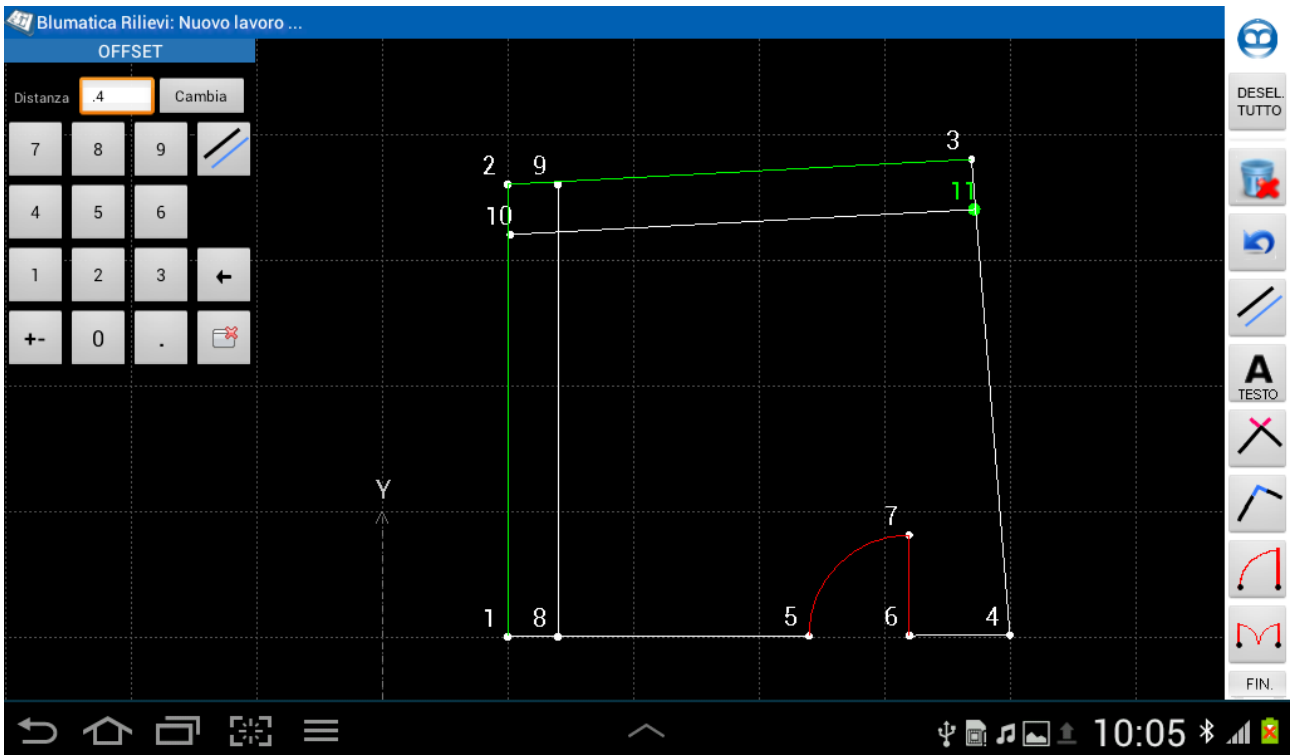 Blumatica Rilievi: Nuovo lavoro ...
OFFSET
Distanza .4 Cambia
7 8 9
4 5 6
1 2 3
+- 0 .
2 9 3
10 11
Y
7
1 8 5 6 4
DESEL.
TUTTO
A
TESTO
FIN.
10:05